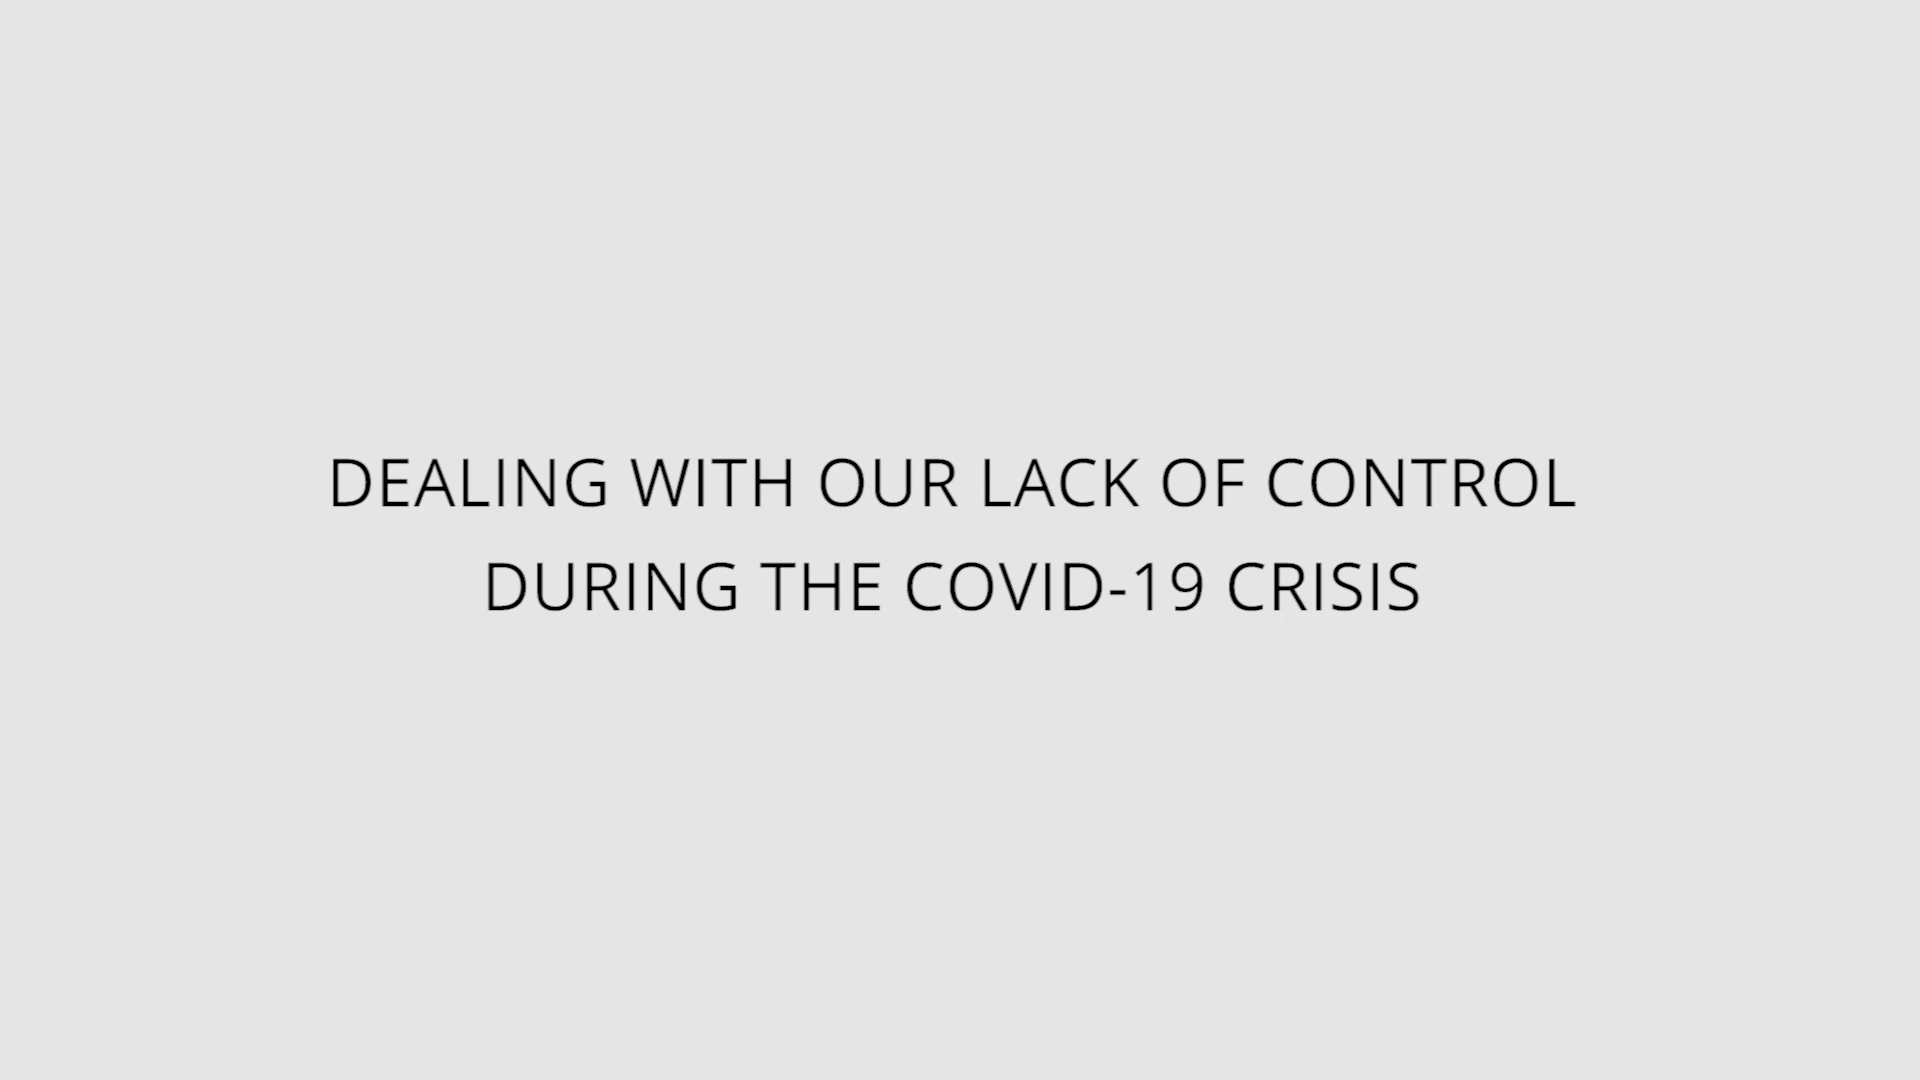 DEALING WITH OUR LACK OF CONTROL
DURING THE COVID-19 CRISIS